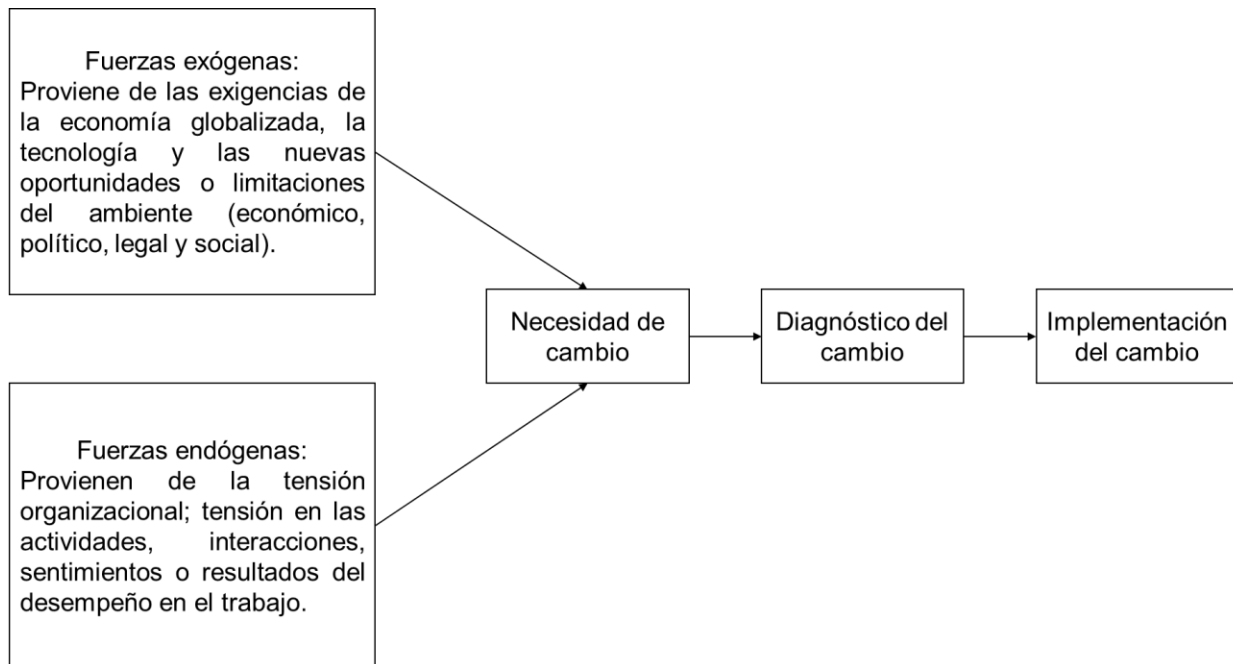 Fuerzas exógenas:
Proviene de las exigencias de
la economía globalizada, la
tecnología y las nuevas
oportunidades o limitaciones
del ambiente (económico,
político, legal y social).
Necesidad de
cambio
Diagnóstico del
cambio
Implementación
del cambio
Fuerzas endógenas:
Provienen de la tensión
organizacional; tensión en las
actividades, interacciones,
sentimientos o resultados del
desempeño en el trabajo.